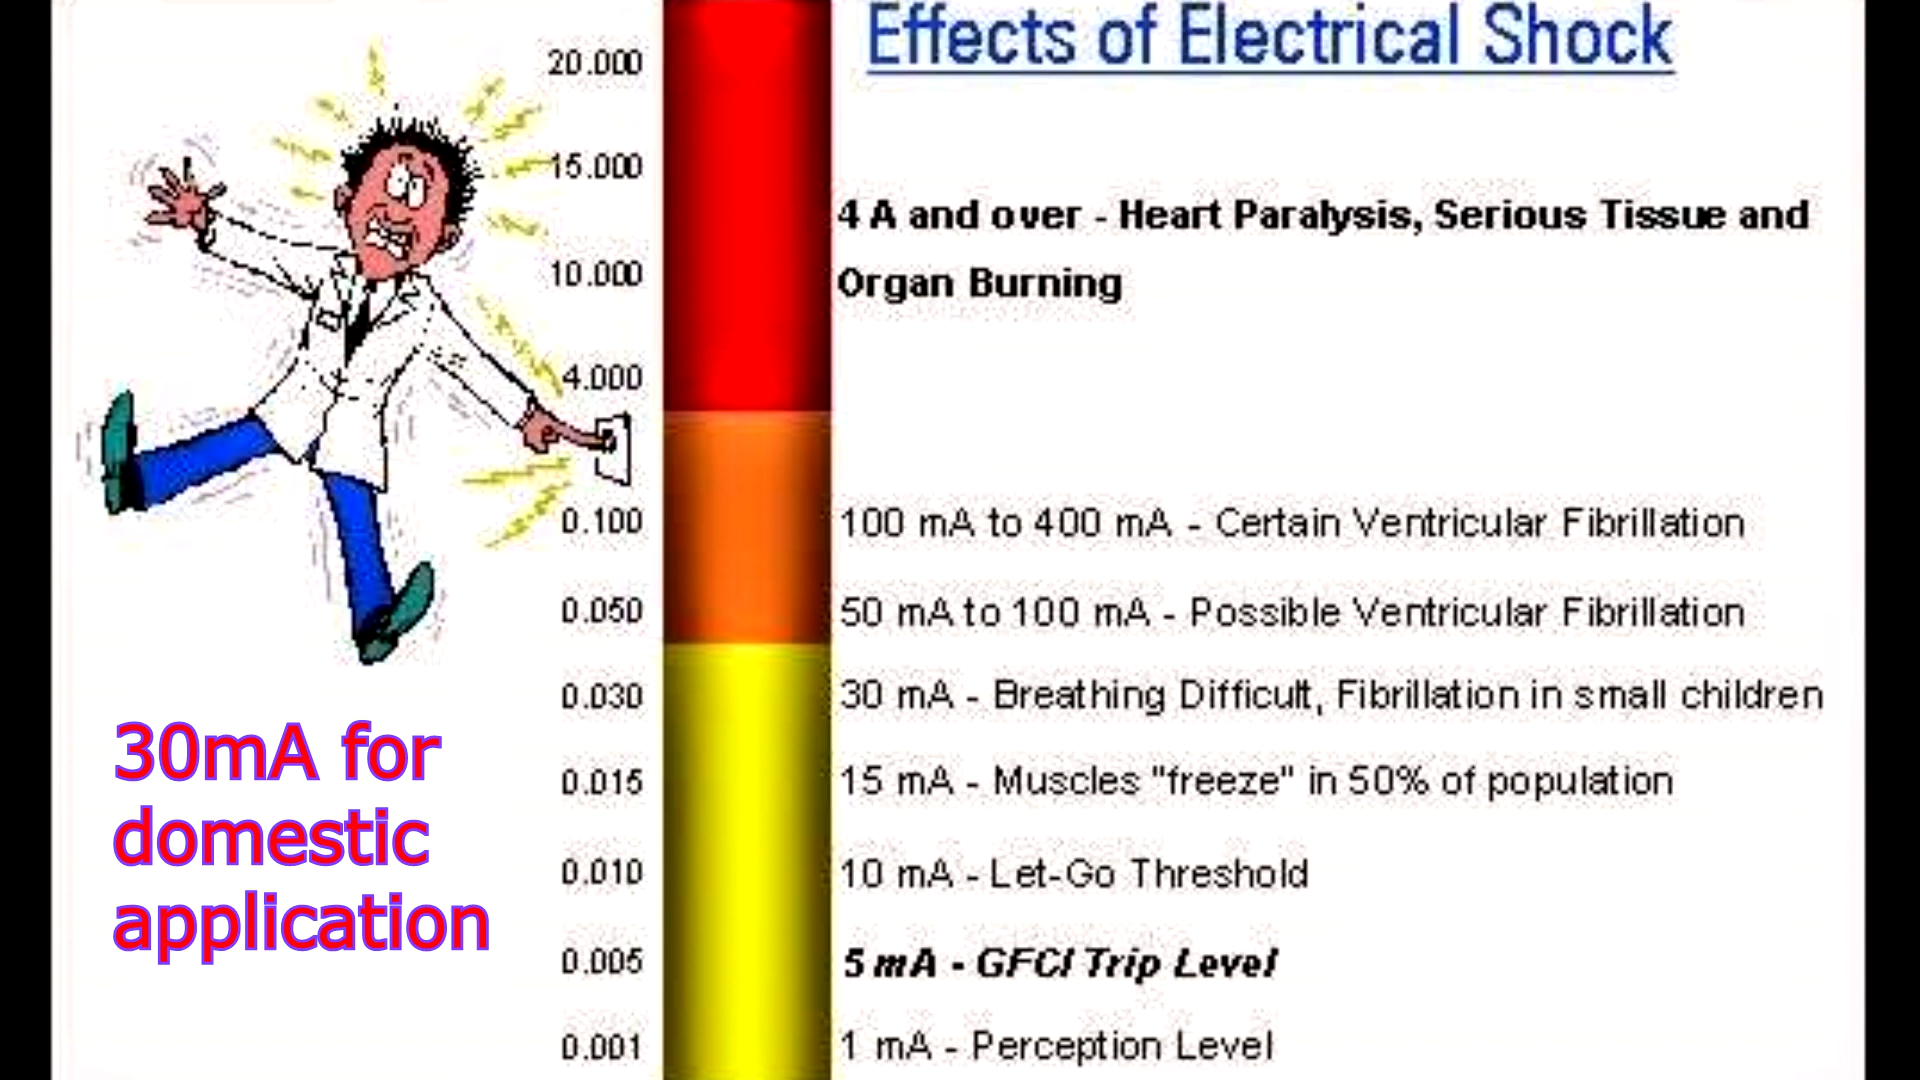 Effects of Electrical Shock
20.000
15.000
4 A and over - Heart Paralysis, Serious Tissue and
Organ Burning
10.000
4.000
0.100 100 mA to 400 mA - Certain Ventricular Fibrillation
0.050 50 mA to 100 mA - Possible Ventricular Fibrillation
0.030 30 mA - Breathing Difficult, Fibrillation in small children
0.015 15 mA - Muscles "freeze" in 50% of population
0.010 10 mA - Let-Go Threshold
0.005 5 mA - GFCI Trip Level
0.001 1 mA - Perception Level
30mA for
domestic
application